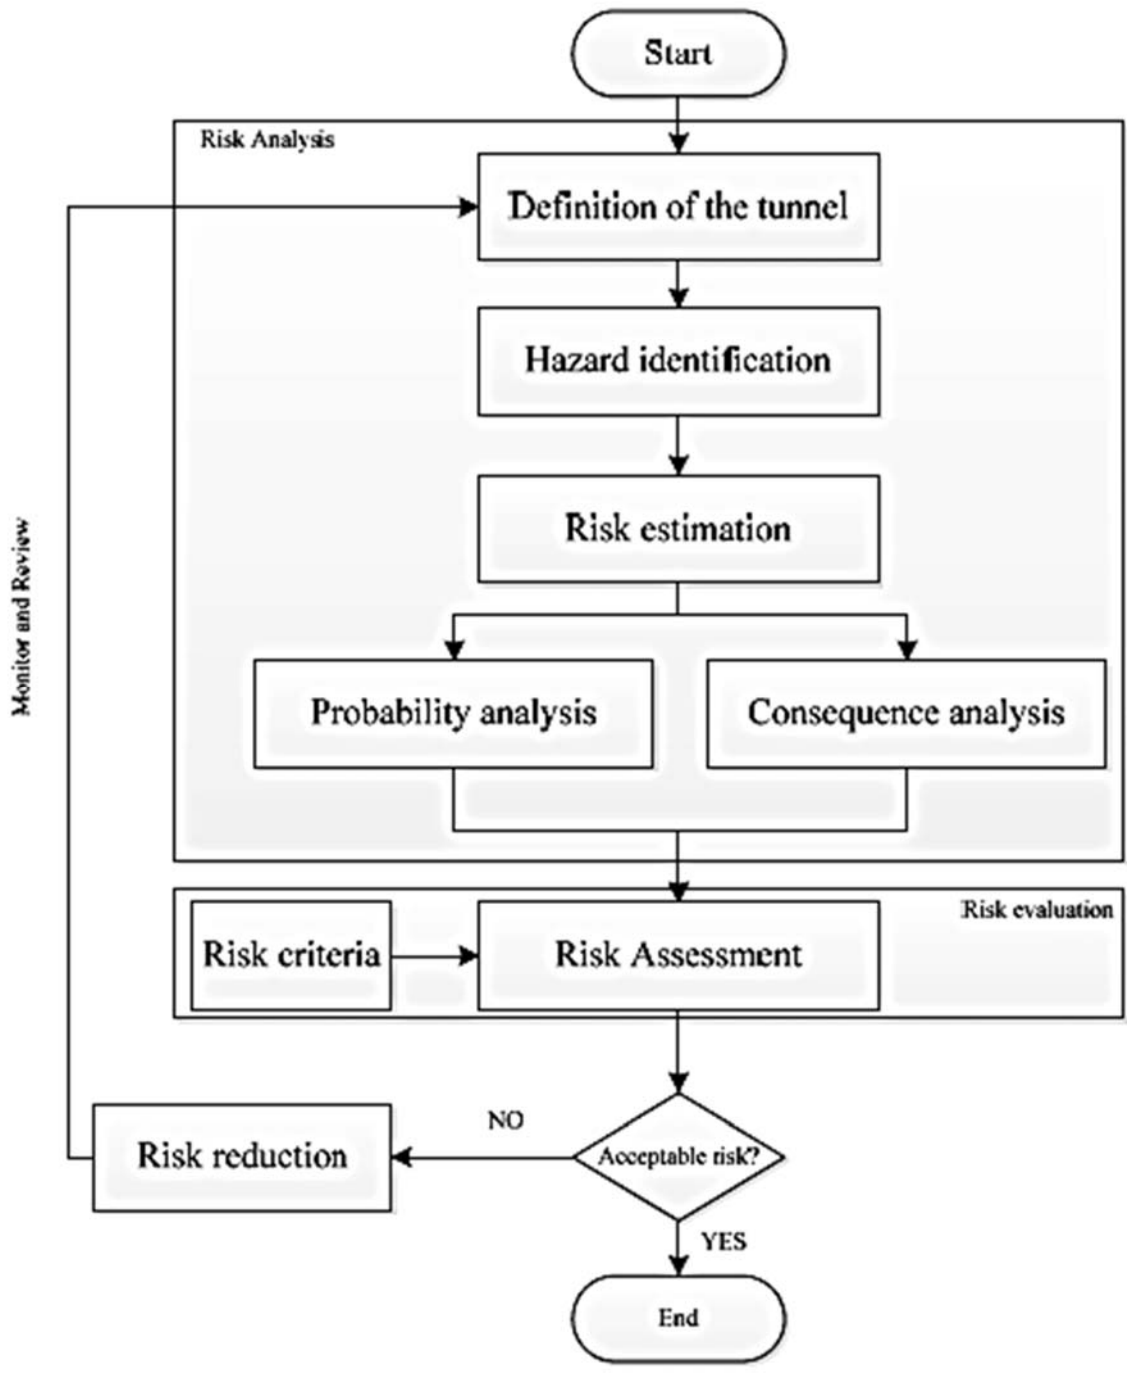 Start
Risk Analysis
Definition of the tunnel
Hazard identification
Risk estimation
Monitor and Review
Probability analysis
Consequence analysis
Risk evaluation
Risk criteria
Risk Assessment
NO
Risk reduction
Acceptable risk?
YES
End